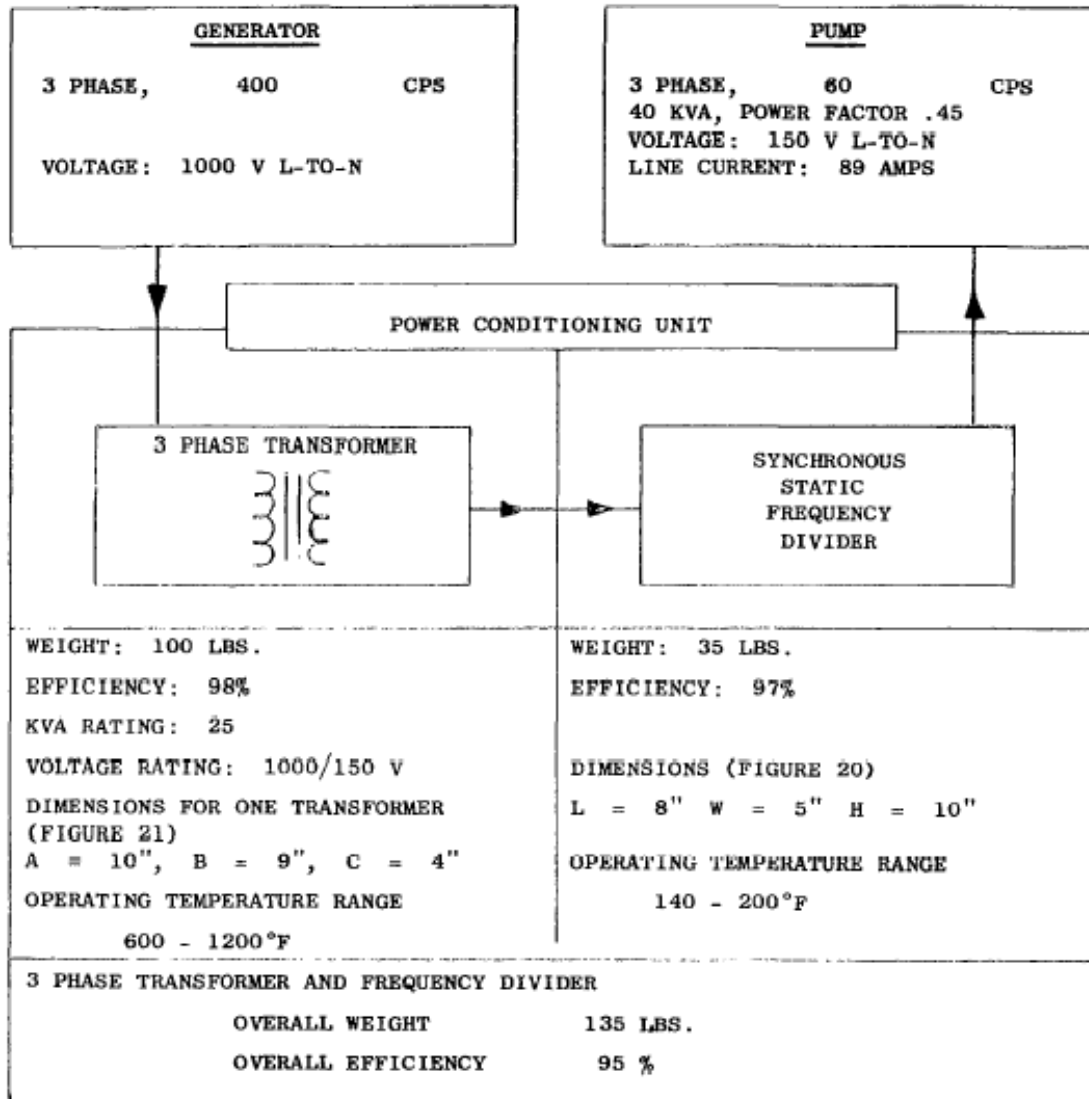 GENERATOR
3 PHASE, 400 CPS
VOLTAGE: 1000 V L-TO-N
PUMP
3 PHASE, 60 CPS
40 KVA, POWER FACTOR .45
VOLTAGE: 150 V L-TO-N
LINE CURRENT: 89 AMPS
POWER CONDITIONING UNIT
3 PHASE TRANSFORMER
SYNCHRONOUS
STATIC
FREQUENCY
DIVIDER
WEIGHT: 100 LBS.
EFFICIENCY: 98%
KVA RATING: 25
VOLTAGE RATING: 1000/150 V
DIMENSIONS FOR ONE TRANSFORMER
(FIGURE 21)
A = 10", B = 9", C = 4"
OPERATING TEMPERATURE RANGE
600 - 1200°F
WEIGHT: 35 LBS.
EFFICIENCY: 97%
DIMENSIONS (FIGURE 20)
L = 8" W = 5" H = 10"
OPERATING TEMPERATURE RANGE
140 - 200°F
3 PHASE TRANSFORMER AND FREQUENCY DIVIDER
OVERALL WEIGHT 135 LBS.
OVERALL EFFICIENCY 95 %